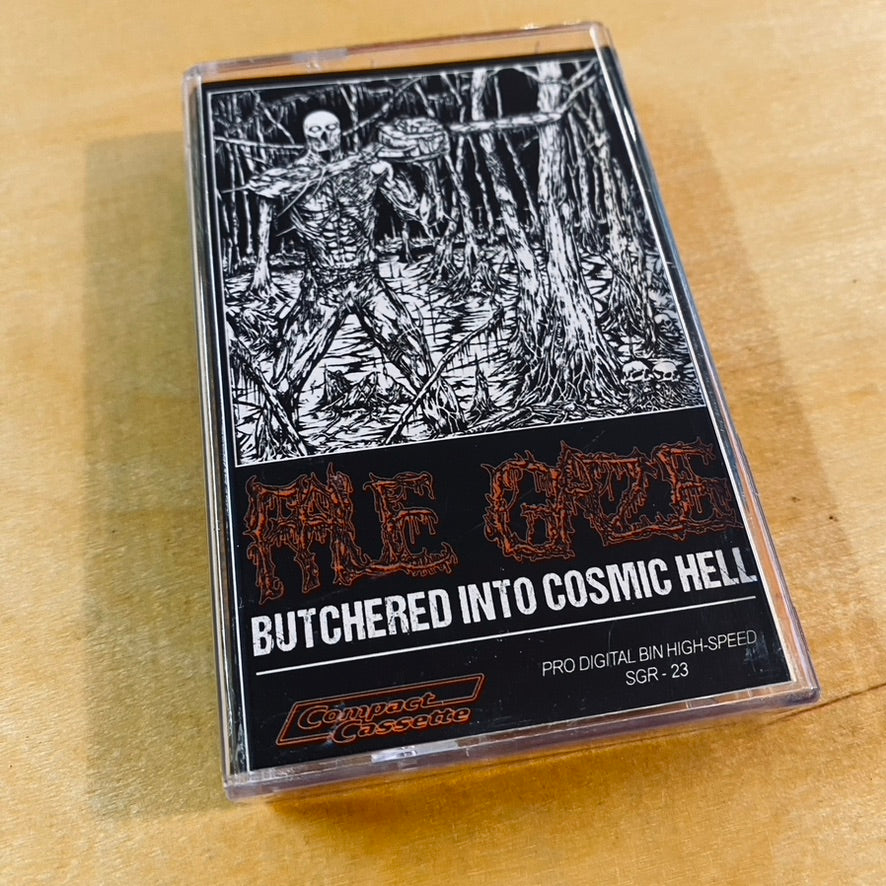 PALE GAZE
BUTCHERED INTO COSMIC HELL
PRO DIGITAL BIN HIGH-SPEED
SGR - 23
Compact
Cassette